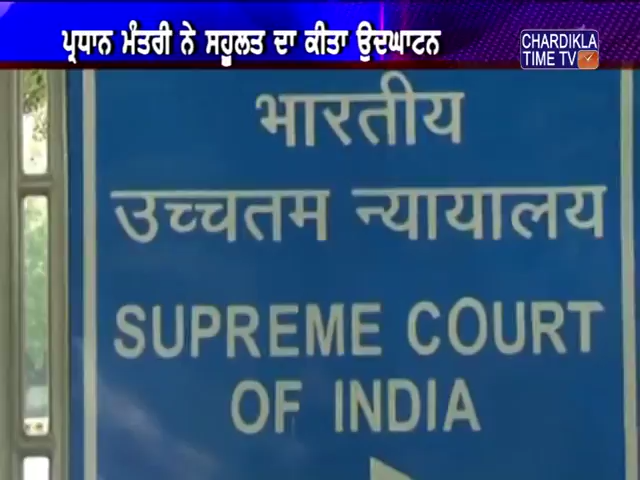 ਪ੍ਰਧਾਨ ਮੰਤਰੀ ਨੇ ਸਹੂਲਤ ਦਾ ਕੀਤਾ ਉਦਘਾਟਨ
CHARDIKLA
TIME TV
भारतीय
उच्चतम न्यायालय
SUPREME COURT
OF INDIA